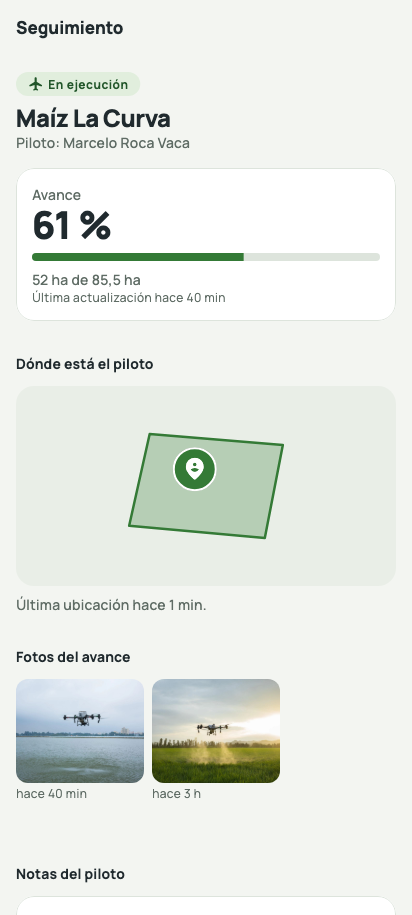 Seguimiento
En ejecución
Maíz La Curva
Piloto: Marcelo Roca Vaca
Avance
61 %
52 ha de 85,5 ha
Última actualización hace 40 min
Dónde está el piloto
Última ubicación hace 1 min.
Fotos del avance
hace 40 min
hace 3 h
Notas del piloto